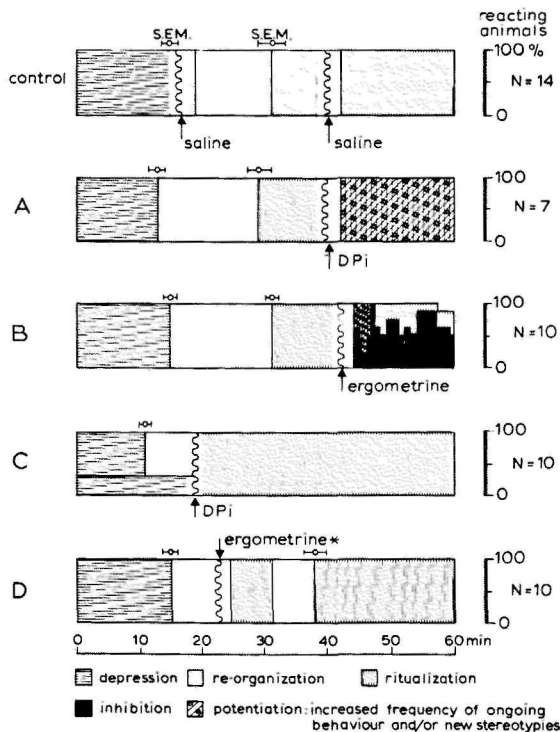 S.E.M. S.E.M. reacting
animals
100 %
control N = 14
0
saline saline
100
A N = 7
0
DPi
100
B N = 10
0
ergometrine
100
C N = 10
0
DPi
ergometrine*
100
D N = 10
0
0 10 20 30 40 50 60 min
depression re-organization ritualization
inhibition potentiation: increased frequency of ongoing
behaviour and/or new stereotypies